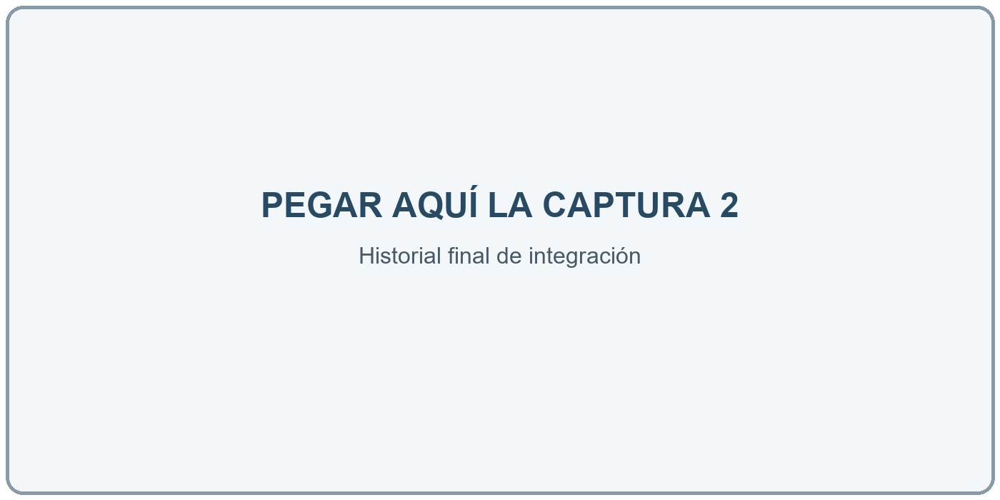 PEGAR AQUÍ LA CAPTURA 2
Historial final de integración